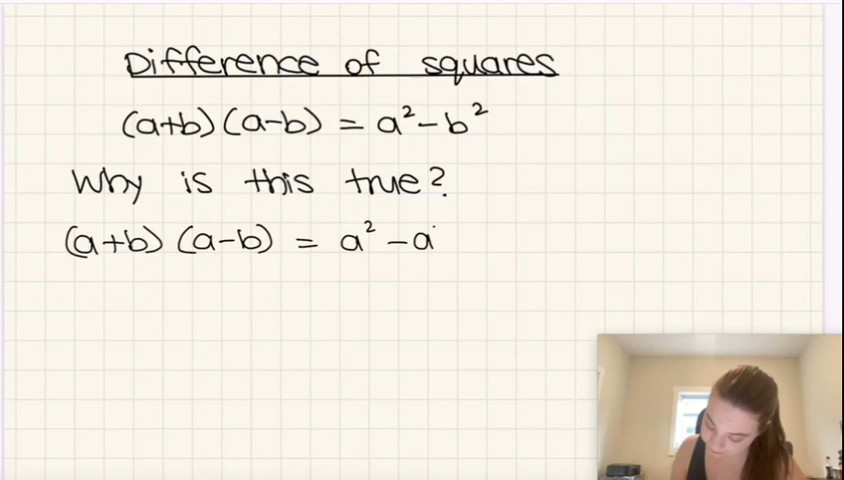 Difference of squares
(a+b)(a-b) = a²-b²
Why is this true?
(a+b) (a-b) = a² -a